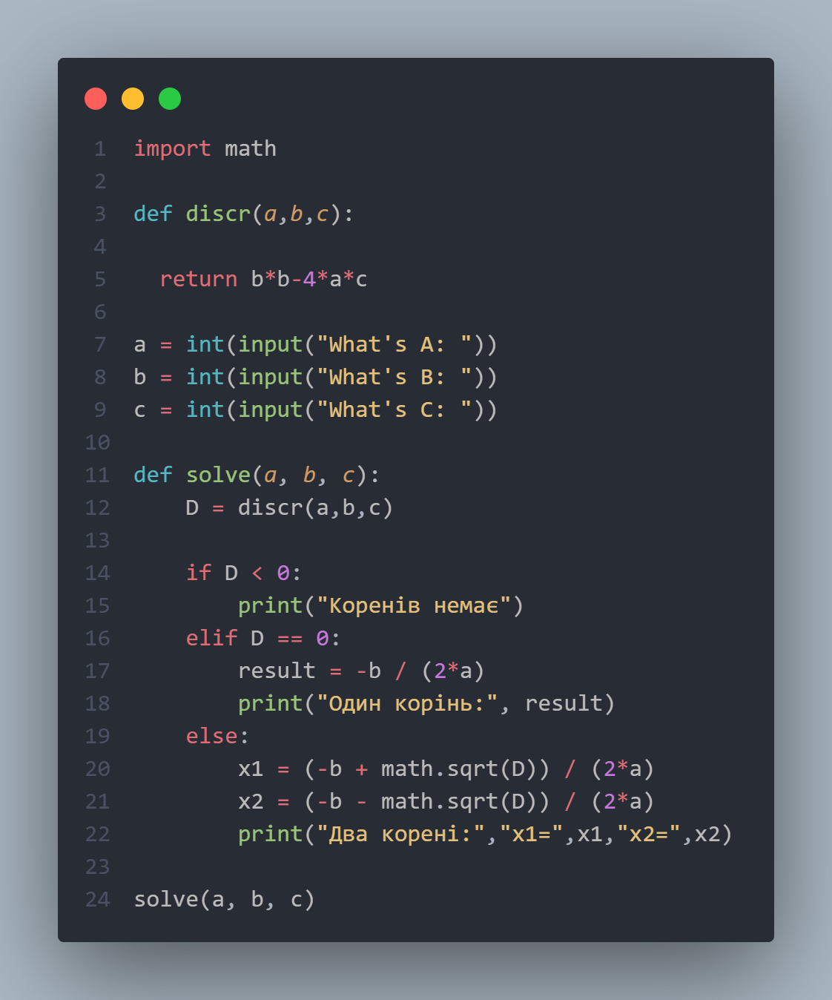 1 import math
2
3 def discr(a,b,c):
4
5   return b*b-4*a*c
6
7 a = int(input("What's A: "))
8 b = int(input("What's B: "))
9 c = int(input("What's C: "))
10
11 def solve(a, b, c):
12     D = discr(a,b,c)
13
14     if D < 0:
15         print("Коренів немає")
16     elif D == 0:
17         result = -b / (2*a)
18         print("Один корінь:", result)
19     else:
20         x1 = (-b + math.sqrt(D)) / (2*a)
21         x2 = (-b - math.sqrt(D)) / (2*a)
22         print("Два корені:","x1=",x1,"x2=",x2)
23
24 solve(a, b, c)